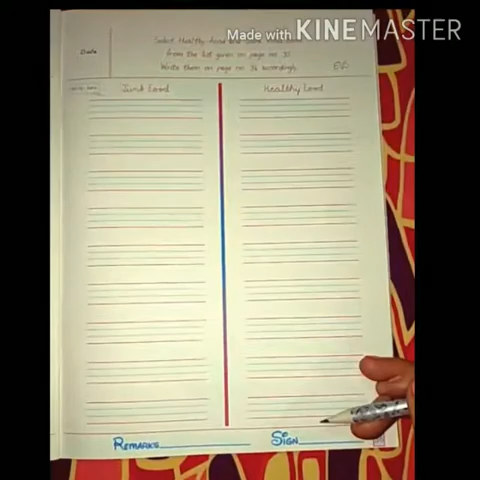 Made with KINEMASTER
Select Healthy food and Junk food
Date
from the list given on page no 35
Write them on page no 36 accordingly.
Junk food
Healthy food
REMARKS
SIGN